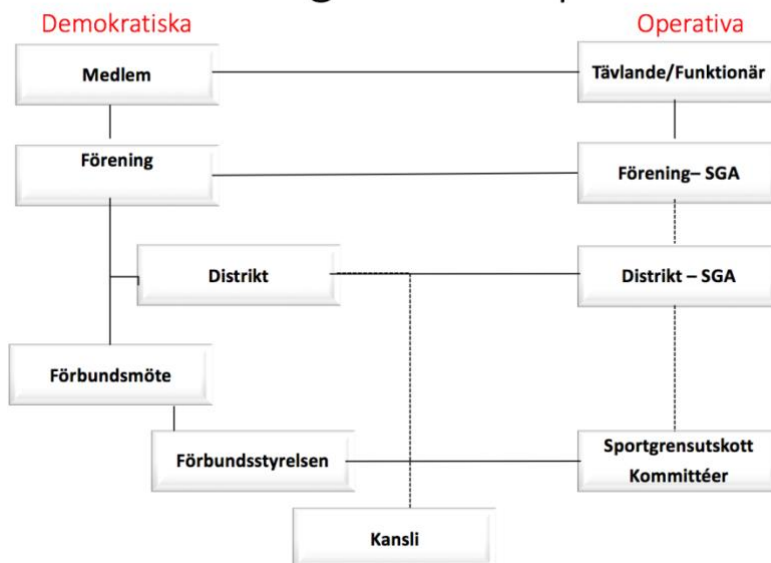 Demokratiska
Operativa
Medlem
Tävlande/Funktionär
Förening
Förening– SGA
Distrikt
Distrikt – SGA
Förbundsmöte
Förbundsstyrelsen
Sportgrensutskott
Kommittéer
Kansli